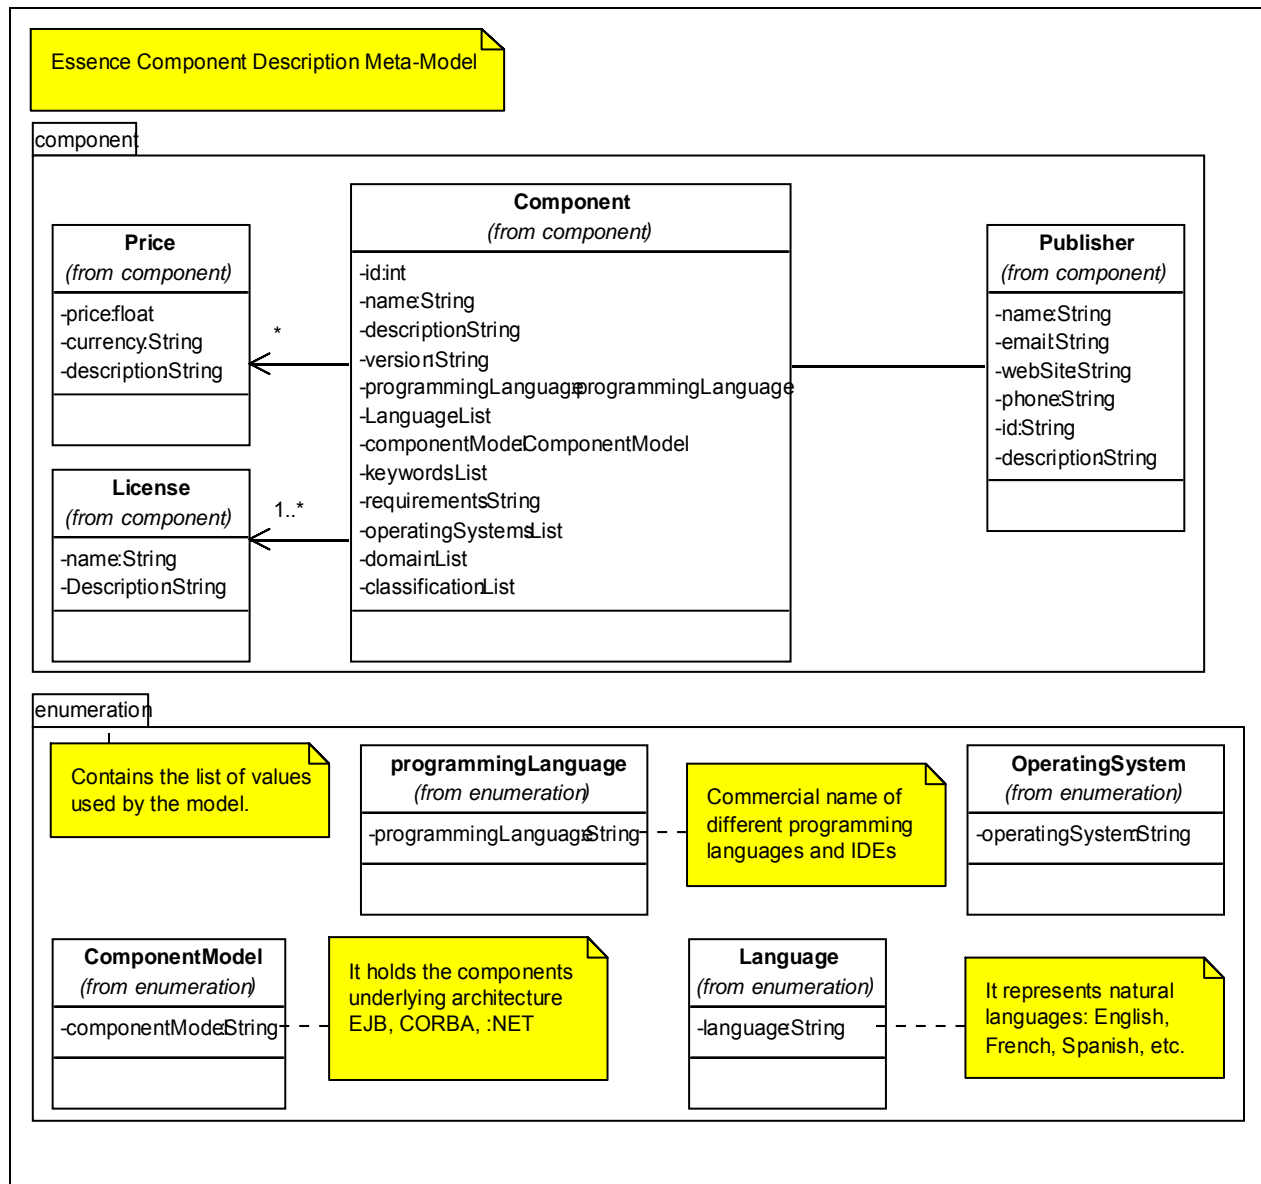 Essence Component Description Meta-Model
component
Price
(from component)
-price:float
-currency:String
-description:String
*
License
(from component)
-name:String
-Description:String
1..*
Component
(from component)
-id:int
-name:String
-description:String
-version:String
-programmingLanguage:programmingLanguage
-Language:List
-componentModel:ComponentModel
-keywords:List
-requirements:String
-operatingSystems:List
-domain:List
-classification:List
Publisher
(from component)
-name:String
-email:String
-webSite:String
-phone:String
-id:String
-description:String
enumeration
Contains the list of values
used by the model.
programmingLanguage
(from enumeration)
-programmingLanguage:String
Commercial name of
different programming
languages and IDEs
OperatingSystem
(from enumeration)
-operatingSystem:String
ComponentModel
(from enumeration)
-componentModel:String
It holds the components
underlying architecture
EJB, CORBA, :NET
Language
(from enumeration)
-language:String
It represents natural
languages: English,
French, Spanish, etc.